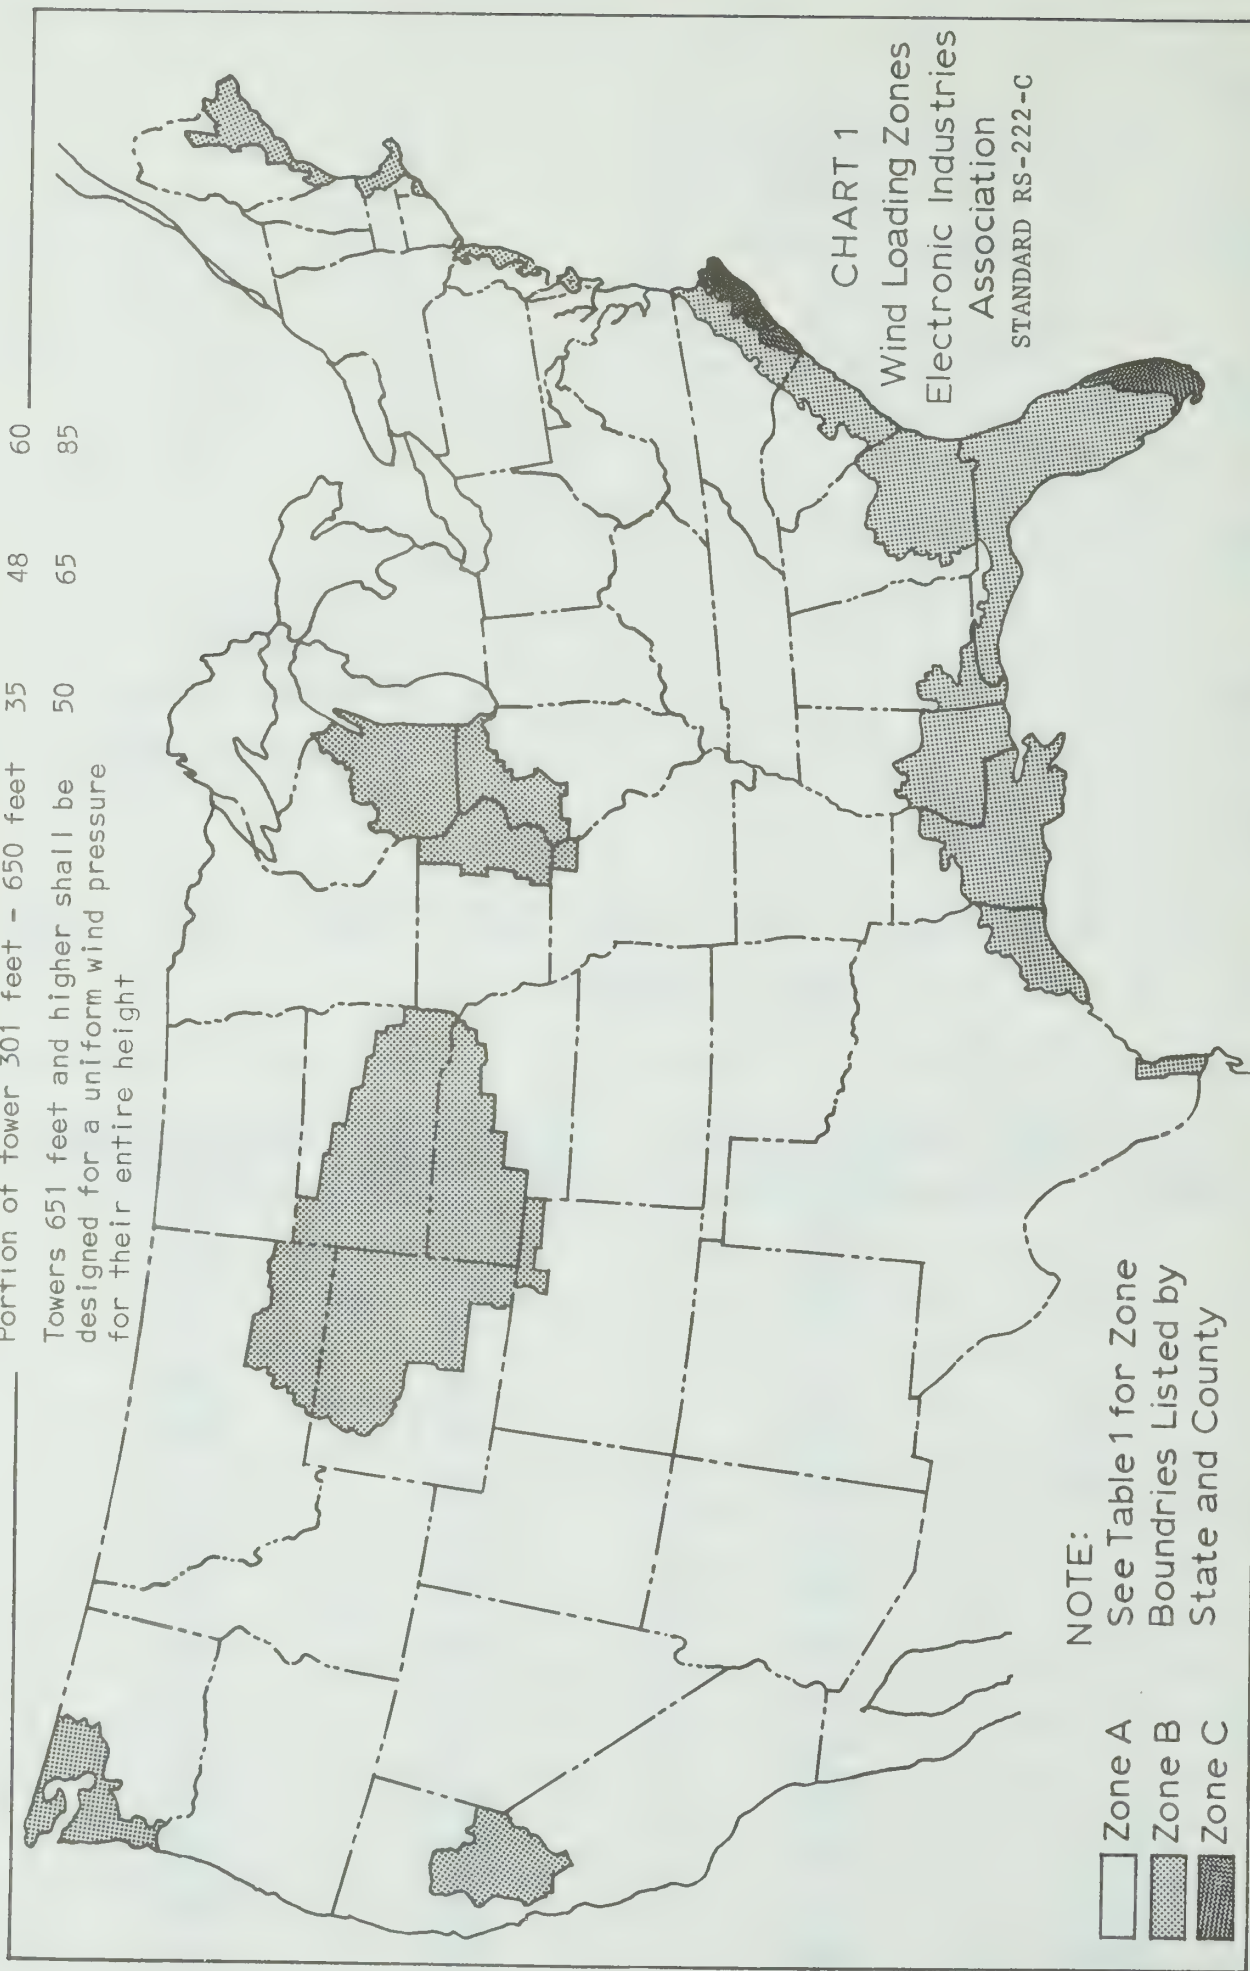 Portion of tower 301 feet - 650 feet 35 48 60
Towers 651 feet and higher shall be 50 65 85
designed for a uniform wind pressure
for their entire height
CHART 1
Wind Loading Zones
Electronic Industries
Association
STANDARD RS-222-C
NOTE:
See Table 1 for Zone
Boundries Listed by
State and County
Zone A
Zone B
Zone C